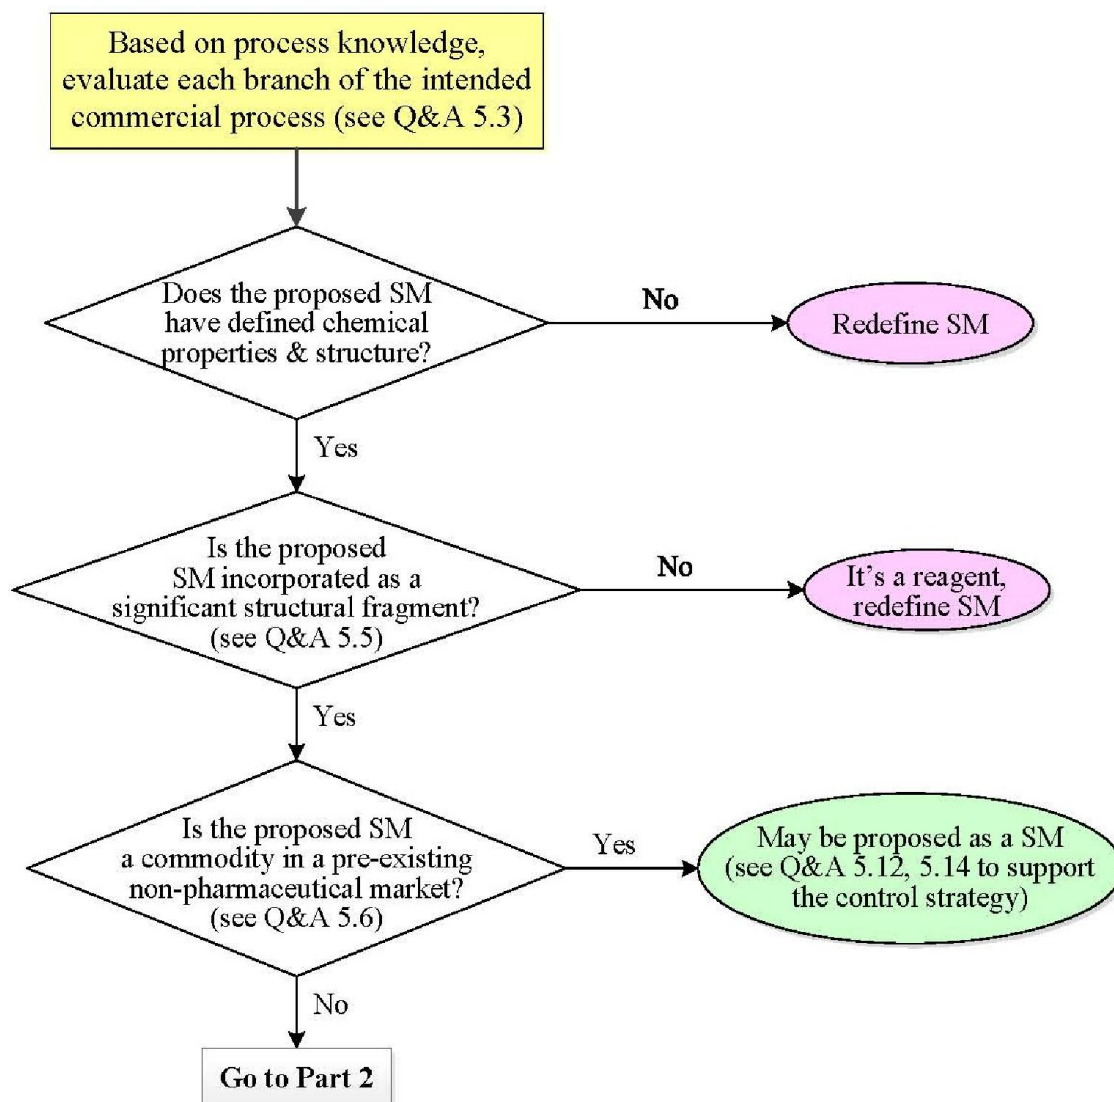 Based on process knowledge,
evaluate each branch of the intended
commercial process (see Q&A 5.3)
Does the proposed SM
have defined chemical
properties & structure?
No
Redefine SM
Yes
Is the proposed
SM incorporated as a
significant structural fragment?
(see Q&A 5.5)
No
It's a reagent,
redefine SM
Yes
Is the proposed SM
a commodity in a pre-existing
non-pharmaceutical market?
(see Q&A 5.6)
Yes
May be proposed as a SM
(see Q&A 5.12, 5.14 to support
the control strategy)
No
Go to Part 2